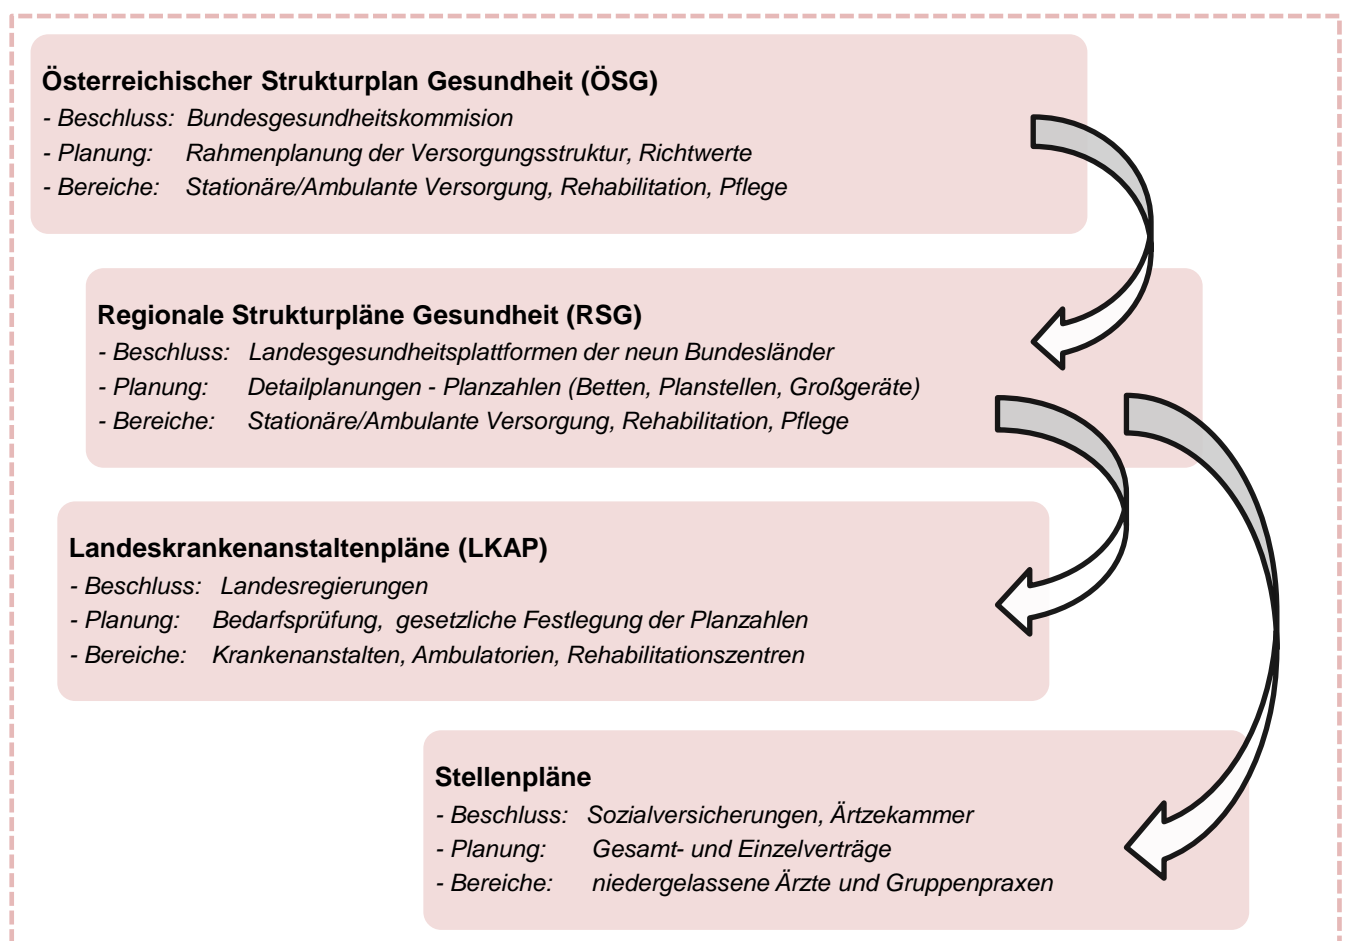 Österreichischer Strukturplan Gesundheit (ÖSG)
- Beschluss: Bundesgesundheitskommision
- Planung: Rahmenplanung der Versorgungsstruktur, Richtwerte
- Bereiche: Stationäre/Ambulante Versorgung, Rehabilitation, Pflege
Regionale Strukturpläne Gesundheit (RSG)
- Beschluss: Landesgesundheitsplattformen der neun Bundesländer
- Planung: Detailplanungen - Planzahlen (Betten, Planstellen, Großgeräte)
- Bereiche: Stationäre/Ambulante Versorgung, Rehabilitation, Pflege
Landeskrankenanstaltenpläne (LKAP)
- Beschluss: Landesregierungen
- Planung: Bedarfsprüfung, gesetzliche Festlegung der Planzahlen
- Bereiche: Krankenanstalten, Ambulatorien, Rehabilitationszentren
Stellenpläne
- Beschluss: Sozialversicherungen, Ärtzekammer
- Planung: Gesamt- und Einzelverträge
- Bereiche: niedergelassene Ärzte und Gruppenpraxen